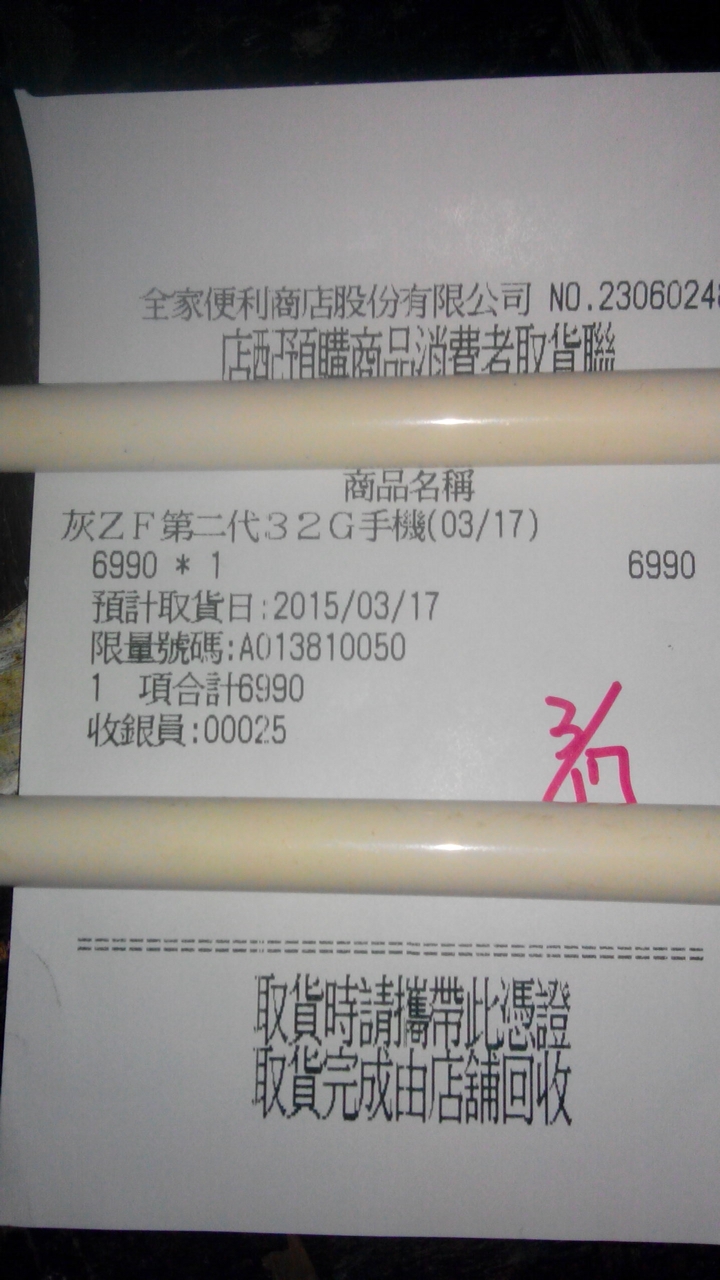 全家便利商店股份有限公司 NO.2306024
店配預購商品消費者取貨聯
商品名稱
灰ZF第二代32G手機(03/17)
6990 * 1 6990
預計取貨日:2015/03/17
限量號碼:A013810050
1 項合計6990
收銀員:00025
3/17
取貨時請攜帶此憑證
取貨完成由店舖回收